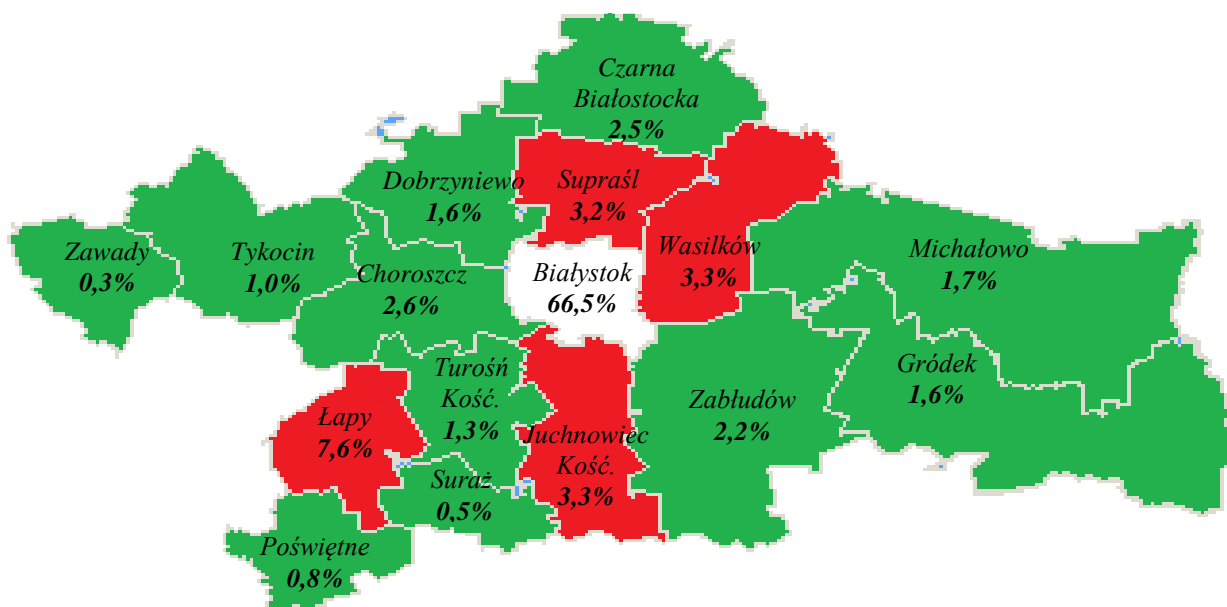 Czarna
Białostocka
2,5%
Dobrzyniewo
1,6%
Supraśl
3,2%
Zawady
0,3%
Tykocin
1,0%
Choroszcz
2,6%
Białystok
66,5%
Wasilków
3,3%
Michałowo
1,7%
Turośń
Kość.
1,3%
Gródek
1,6%
Łapy
7,6%
Zabłudów
2,2%
Juchnowiec
Kość.
3,3%
Suraż
0,5%
Poświętne
0,8%